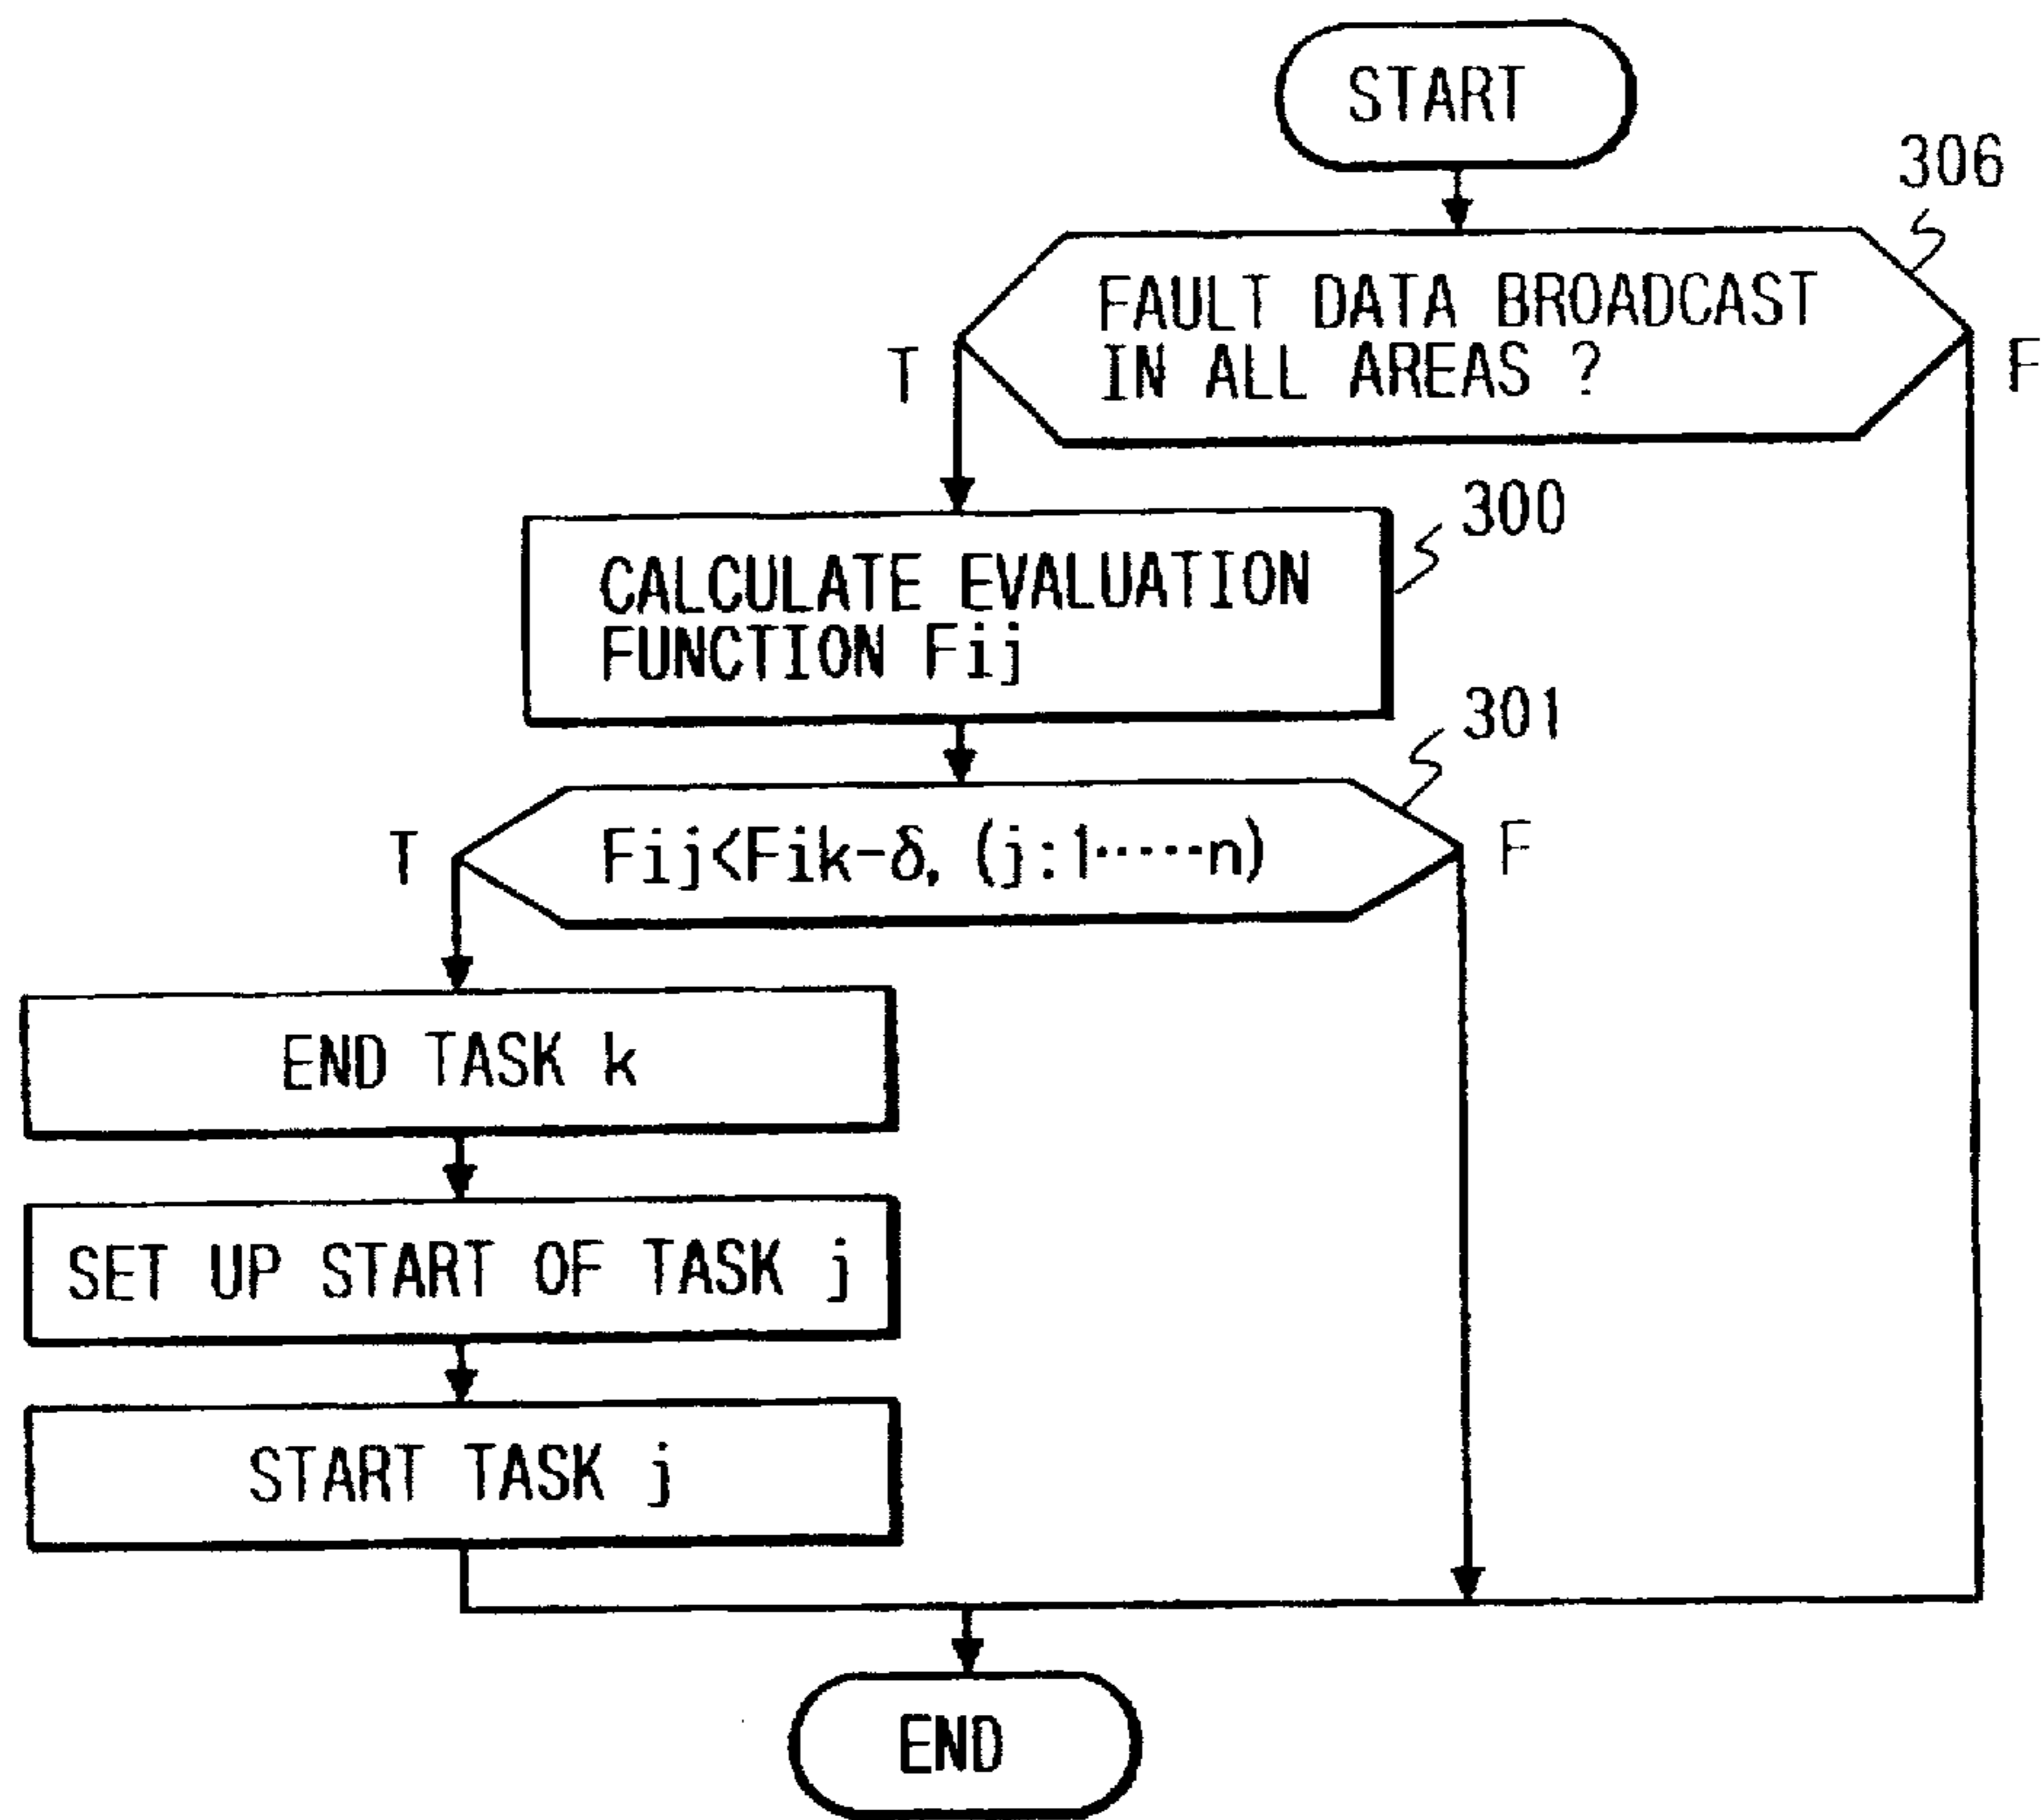 START
306
FAULT DATA BROADCAST
IN ALL AREAS ?
T
F
300
CALCULATE EVALUATION
FUNCTION Fij
301
T
Fij<Fik-δ, (j:1·····n)
F
END TASK k
SET UP START OF TASK j
START TASK j
END